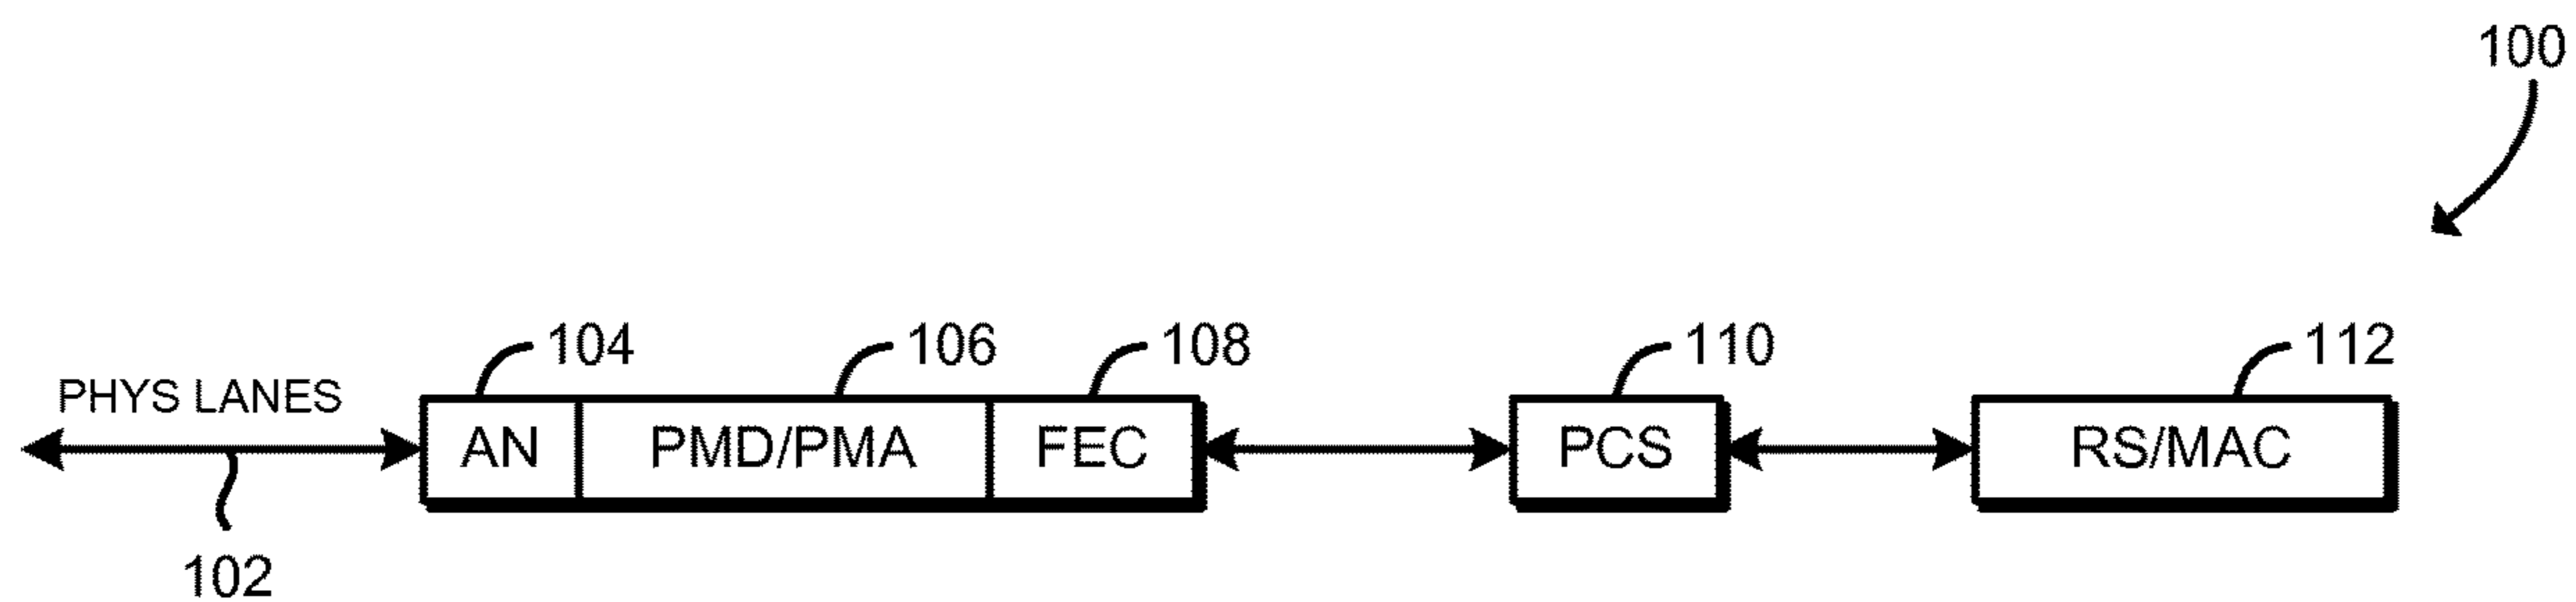 100
104 106 108 110 112
PHYS LANES
AN PMD/PMA FEC PCS RS/MAC
102